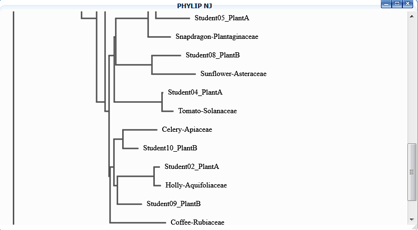 PHYLIP NJ
Student05_PlantA
Snapdragon-Plantaginaceae
Student08_PlantB
Sunflower-Asteraceae
Student04_PlantA
Tomato-Solanaceae
Celery-Apiaceae
Student10_PlantB
Student02_PlantA
Holly-Aquifoliaceae
Student09_PlantB
Coffee-Rubiaceae